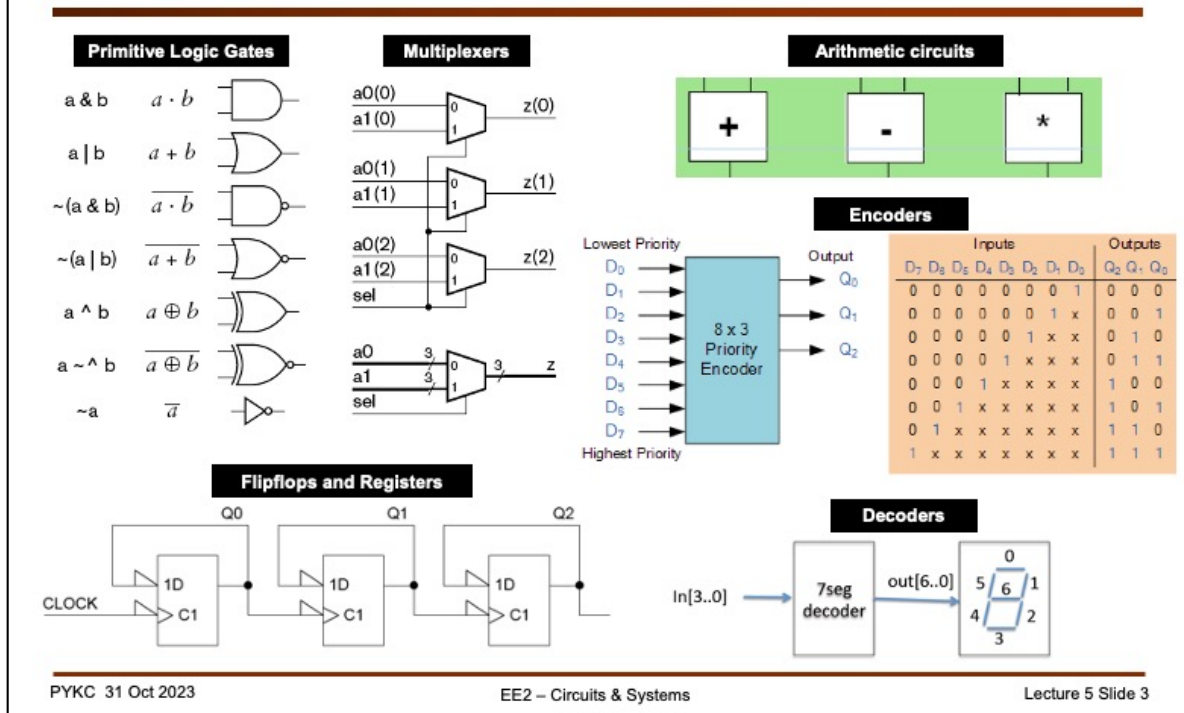 Primitive Logic Gates
a & b a · b
a | b a + b
~(a & b) a · b
~(a | b) a + b
a ^ b a ⊕ b
a ~^ b a ⊕ b
~a a
Multiplexers
a0(0)
a1(0)
0
1
z(0)
a0(1)
a1(1)
0
1
z(1)
a0(2)
a1(2)
sel
0
1
z(2)
a0 3
a1 3
sel
0
1
3 z
Arithmetic circuits
+ - *
Encoders
Lowest Priority
D0
D1
D2
D3
D4
D5
D6
D7
Highest Priority
8 x 3
Priority
Encoder
Output
Q0
Q1
Q2
Inputs Outputs
D7 D6 D5 D4 D3 D2 D1 D0 Q2 Q1 Q0
0 0 0 0 0 0 0 1 0 0 0
0 0 0 0 0 0 1 x 0 0 1
0 0 0 0 0 1 x x 0 1 0
0 0 0 0 1 x x x 0 1 1
0 0 0 1 x x x x 1 0 0
0 0 1 x x x x x 1 0 1
0 1 x x x x x x 1 1 0
1 x x x x x x x 1 1 1
Flipflops and Registers
Q0 Q1 Q2
1D 1D 1D
CLOCK C1 C1 C1
Decoders
In[3..0]
7seg
decoder
out[6..0]
0
5 6 1
4 2
3
PYKC 31 Oct 2023 EE2 – Circuits & Systems Lecture 5 Slide 3